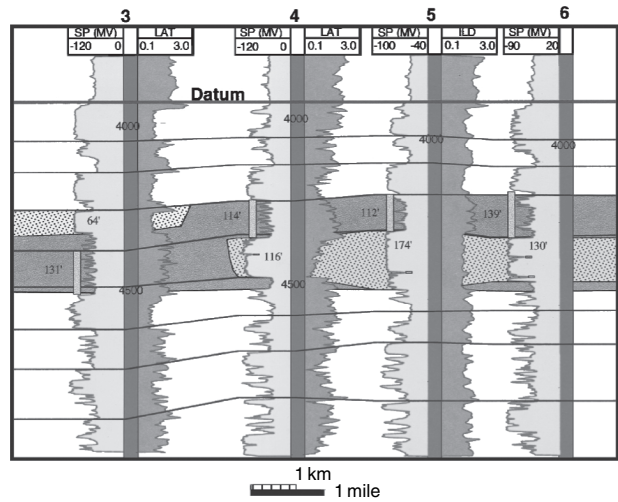 3 4 5 6
SP (MV) LAT SP (MV) LAT SP (MV) ILD SP (MV)
-120 0 0.1 3.0 -120 0 0.1 3.0 -100 -40 0.1 3.0 -90 20
Datum
4000 4000 4000 4000
64' 114' 112' 139'
131' 116' 174' 130'
4500 4500
1 km
1 mile